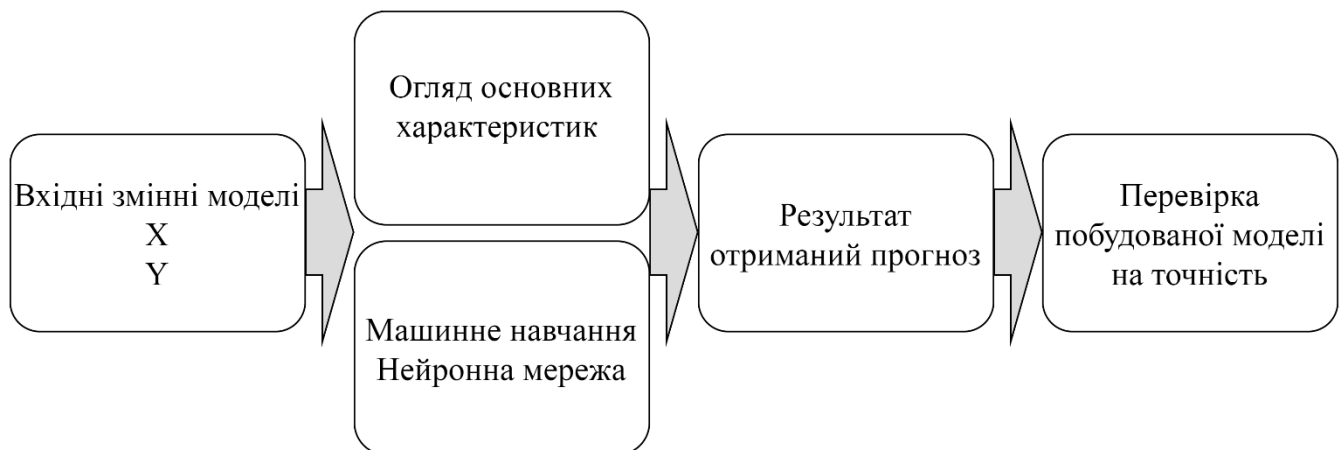 Вхідні змінні моделі
X
Y
Огляд основних
характеристик
Машинне навчання
Нейронна мережа
Результат
отриманий прогноз
Перевірка
побудованої моделі
на точність